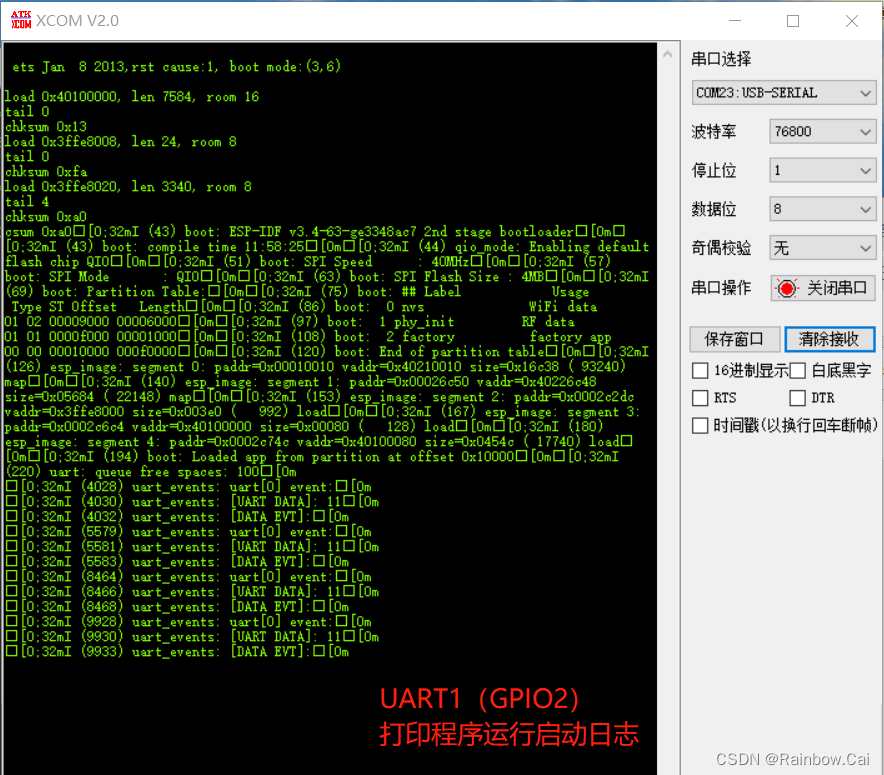 ATK
XCOM
XCOM V2.0
ets Jan  8 2013,rst cause:1, boot mode:(3,6)
load 0x40100000, len 7584, room 16
tail 0
chksum 0x13
load 0x3ffe8008, len 24, room 8
tail 0
chksum 0xfa
load 0x3ffe8020, len 3340, room 8
tail 4
chksum 0xa0
csum 0xa0□[0;32mI (43) boot: ESP-IDF v3.4-63-ge3348ac7 2nd stage bootloader□[0m□
[0;32mI (43) boot: compile time 11:58:25□[0m□[0;32mI (44) qio_mode: Enabling default
flash chip QIO□[0m□[0;32mI (51) boot: SPI Speed      : 40MHz□[0m□[0;32mI (57)
boot: SPI Mode       : QIO□[0m□[0;32mI (63) boot: SPI Flash Size : 4MB□[0m□[0;32mI
(69) boot: Partition Table:□[0m□[0;32mI (75) boot: ## Label            Usage
Type ST Offset   Length□[0m□[0;32mI (86) boot:  0 nvs              WiFi data
01 02 00009000 00006000□[0m□[0;32mI (97) boot:  1 phy_init         RF data
01 01 0000f000 00001000□[0m□[0;32mI (108) boot:  2 factory          factory app
00 00 00010000 000f0000□[0m□[0;32mI (120) boot: End of partition table□[0m□[0;32mI
(126) esp_image: segment 0: paddr=0x00010010 vaddr=0x40210010 size=0x16c38 ( 93240)
map□[0m□[0;32mI (140) esp_image: segment 1: paddr=0x00026c50 vaddr=0x40226c48
size=0x05684 ( 22148) map□[0m□[0;32mI (153) esp_image: segment 2: paddr=0x0002c2dc
vaddr=0x3ffe8000 size=0x003e0 (   992) load□[0m□[0;32mI (167) esp_image: segment 3:
paddr=0x0002c6c4 vaddr=0x40100000 size=0x00080 (   128) load□[0m□[0;32mI (180)
esp_image: segment 4: paddr=0x0002c74c vaddr=0x40100080 size=0x0454c ( 17740) load□
[0m□[0;32mI (194) boot: Loaded app from partition at offset 0x10000□[0m□[0;32mI
(220) uart: queue free spaces: 100□[0m
□[0;32mI (4028) uart_events: uart[0] event:□[0m
□[0;32mI (4030) uart_events: [UART DATA]: 11□[0m
□[0;32mI (4032) uart_events: [DATA EVT]:□[0m
□[0;32mI (5579) uart_events: uart[0] event:□[0m
□[0;32mI (5581) uart_events: [UART DATA]: 11□[0m
□[0;32mI (5583) uart_events: [DATA EVT]:□[0m
□[0;32mI (8464) uart_events: uart[0] event:□[0m
□[0;32mI (8466) uart_events: [UART DATA]: 11□[0m
□[0;32mI (8468) uart_events: [DATA EVT]:□[0m
□[0;32mI (9928) uart_events: uart[0] event:□[0m
□[0;32mI (9930) uart_events: [UART DATA]: 11□[0m
□[0;32mI (9933) uart_events: [DATA EVT]:□[0m
UART1（GPIO2）
打印程序运行启动日志
串口选择
COM23:USB-SERIAL
波特率 76800
停止位 1
数据位 8
奇偶校验 无
串口操作 关闭串口
保存窗口 清除接收
16进制显示 白底黑字
RTS DTR
时间戳(以换行回车断帧)
CSDN @Rainbow.Cai